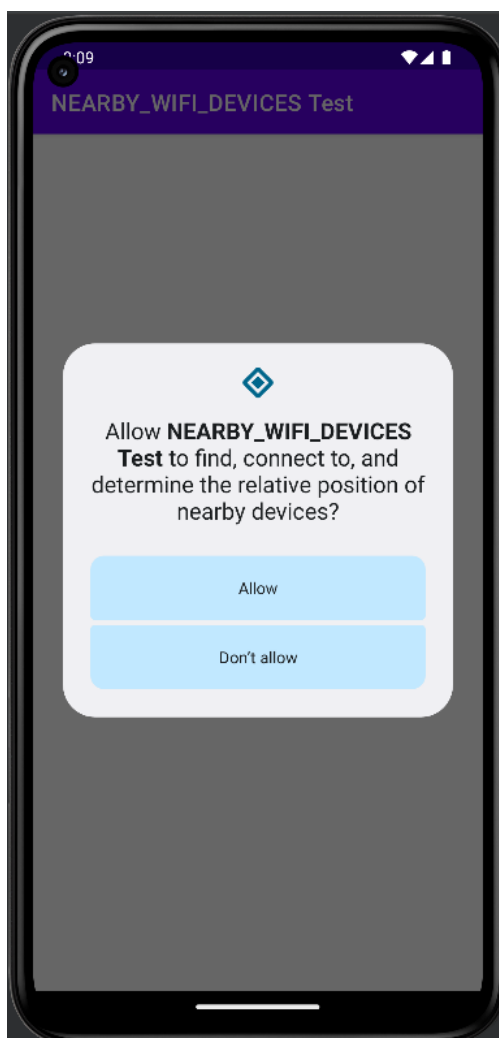 :09
NEARBY_WIFI_DEVICES Test
Allow NEARBY_WIFI_DEVICES
Test to find, connect to, and
determine the relative position of
nearby devices?
Allow
Don't allow